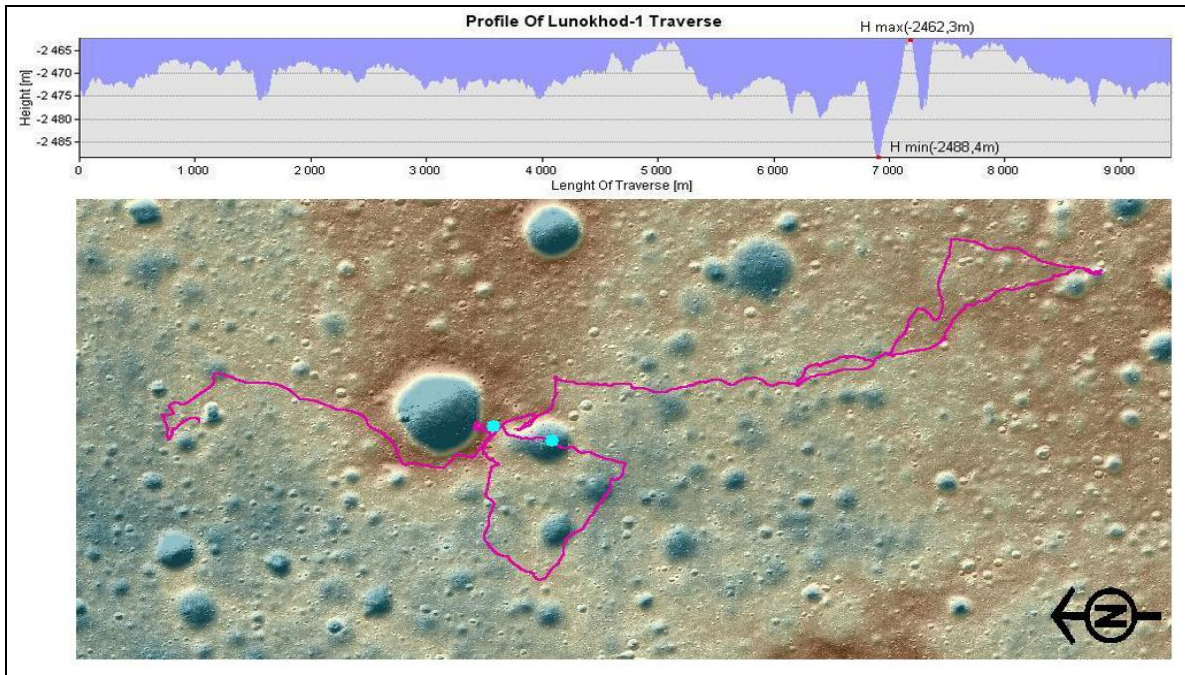 Profile Of Lunokhod-1 Traverse
H max(-2462,3m)
Height [m]
-2 465
-2 470
-2 475
-2 480
-2 485
H min(-2488,4m)
0 1 000 2 000 3 000 4 000 5 000 6 000 7 000 8 000 9 000
Lenght Of Traverse [m]
N